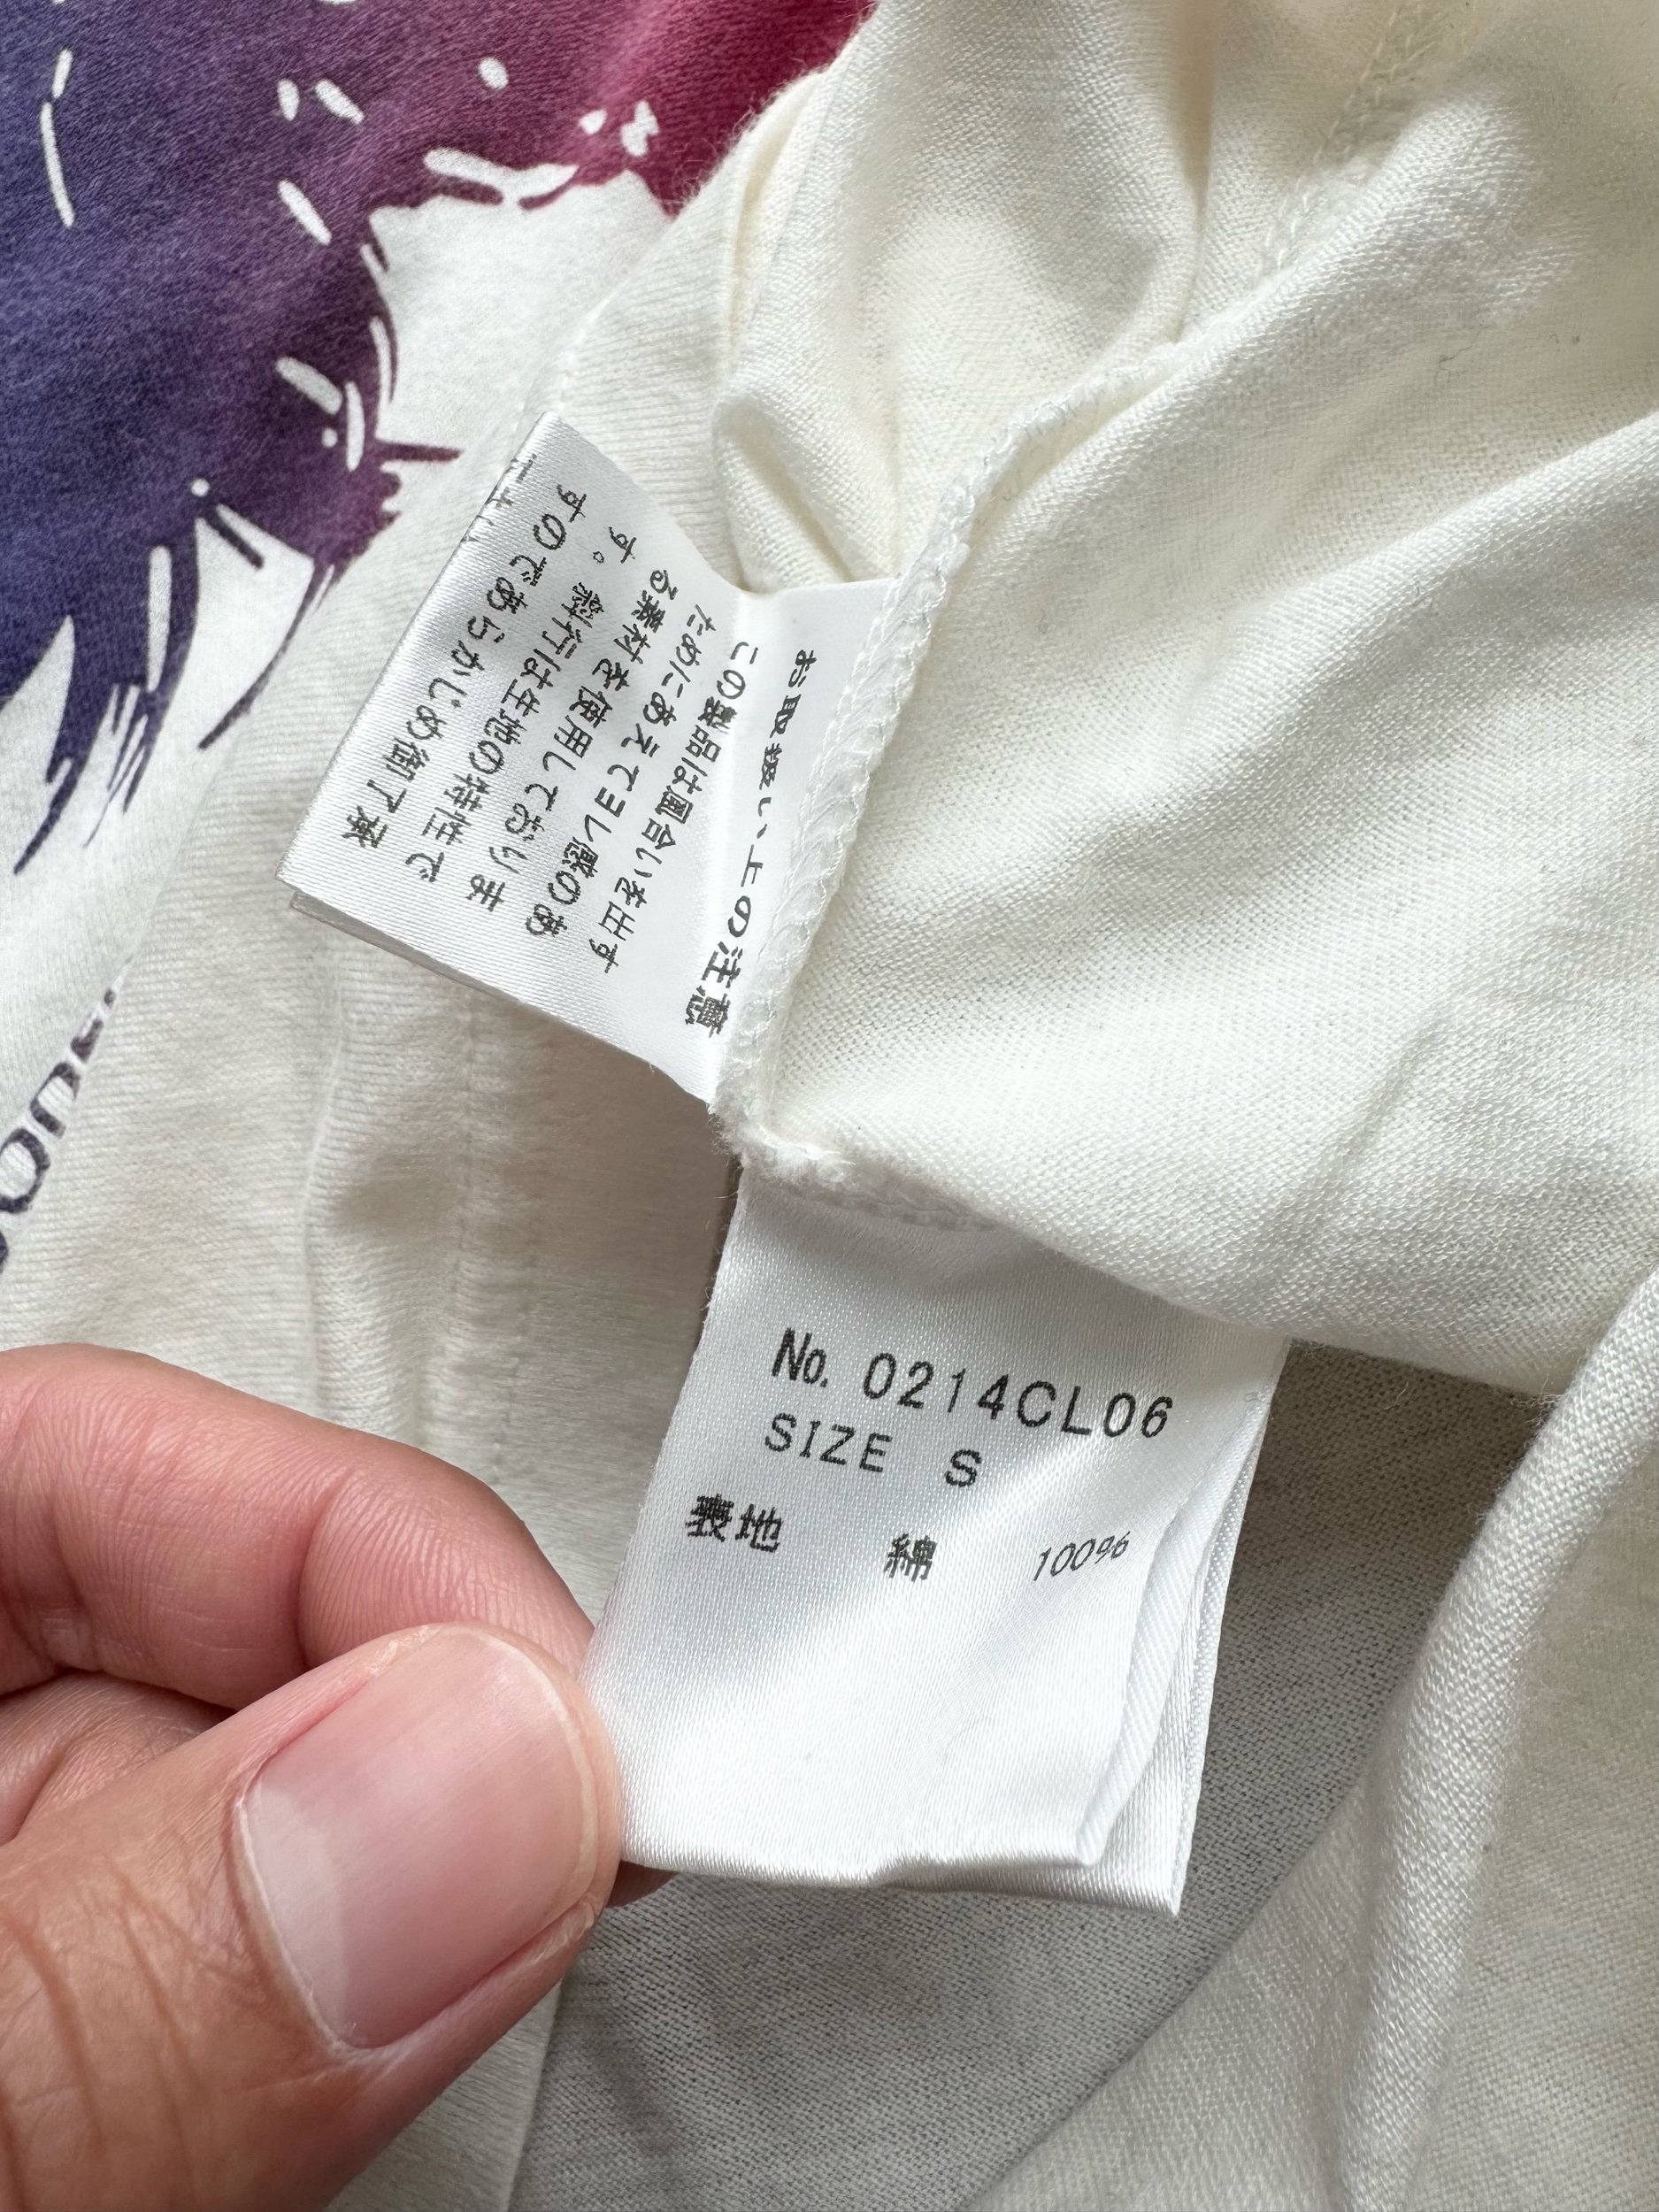 お取扱い上の注意
この製品は風合いを出す
ためにあえてヨレ感のあ
る素材を使用しておりま
す。斜行は生地の特性で
すのであらかじめ御了承
No. 0214CL06
SIZE S
表地 綿 100%